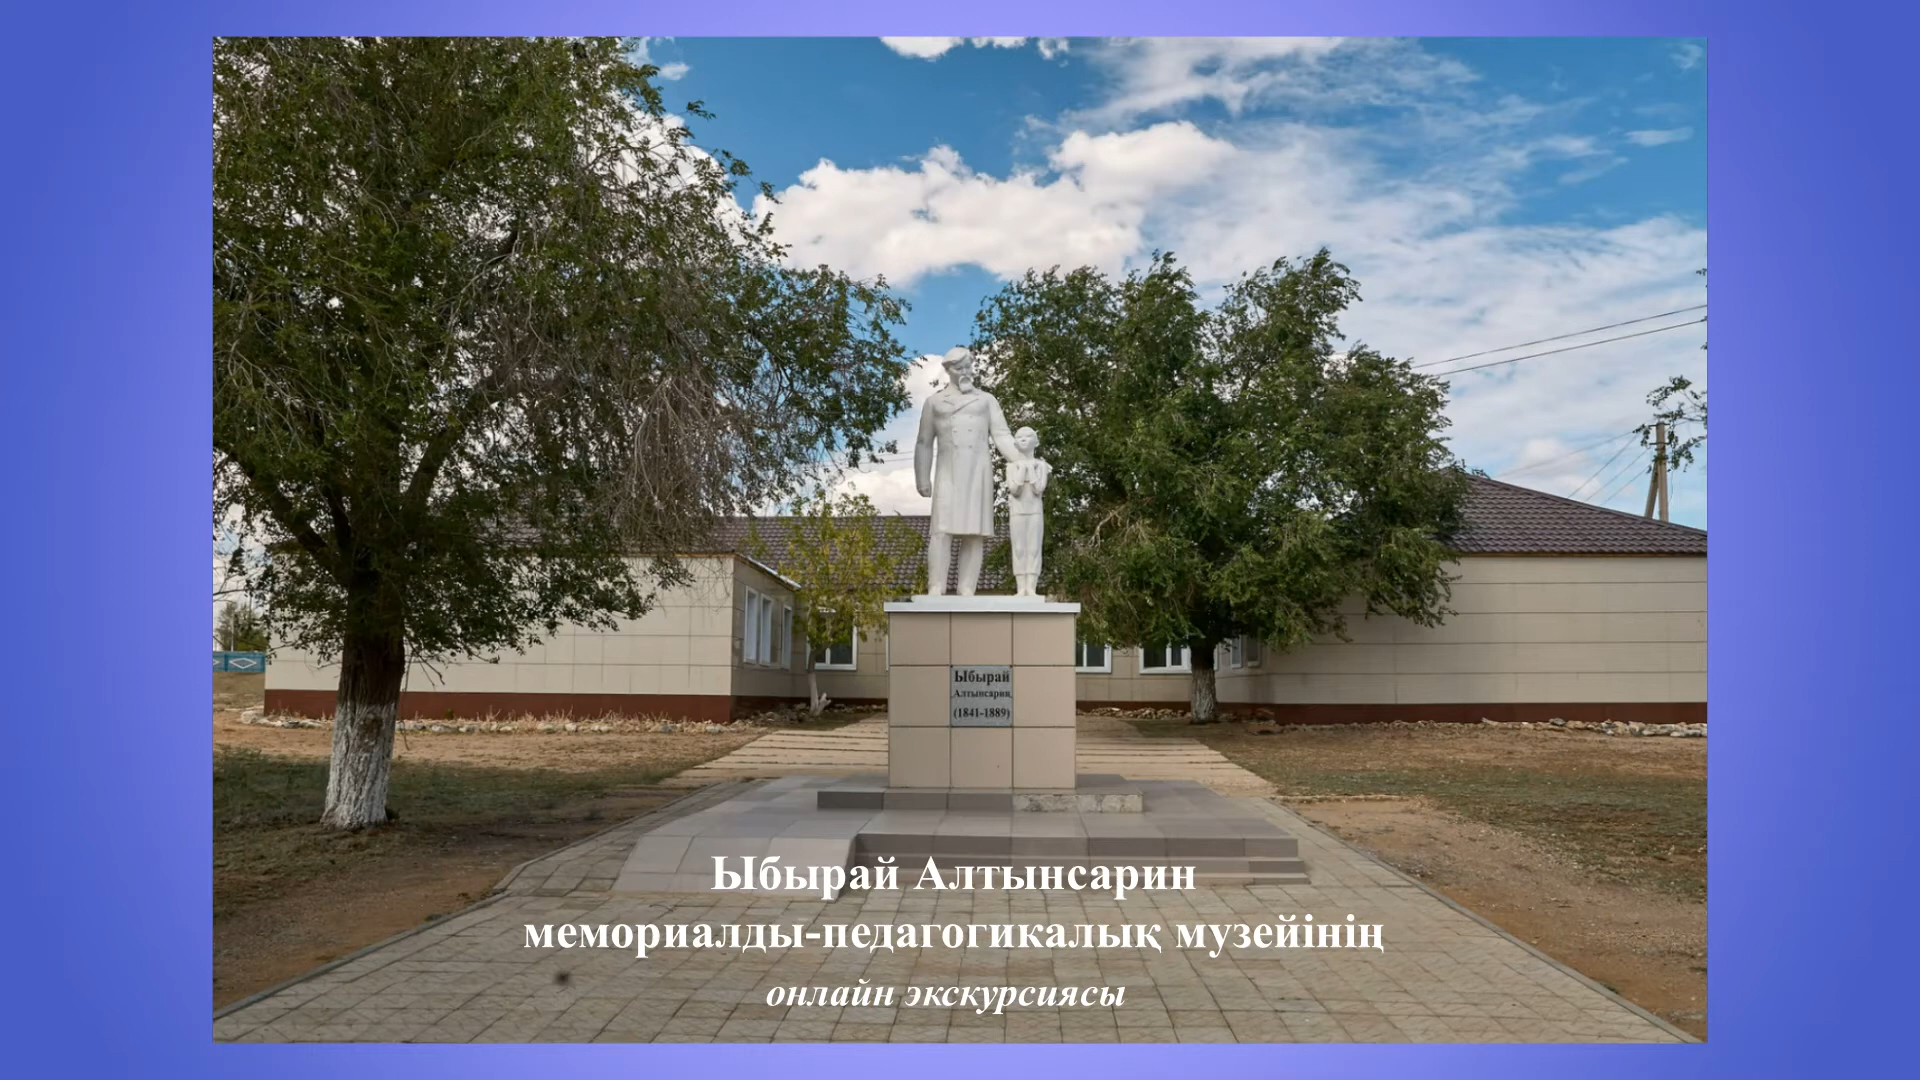 Ыбырай
Алтынсарин
(1841-1889)
Ыбырай Алтынсарин
мемориалды-педагогикалық музейінің
онлайн экскурсиясы